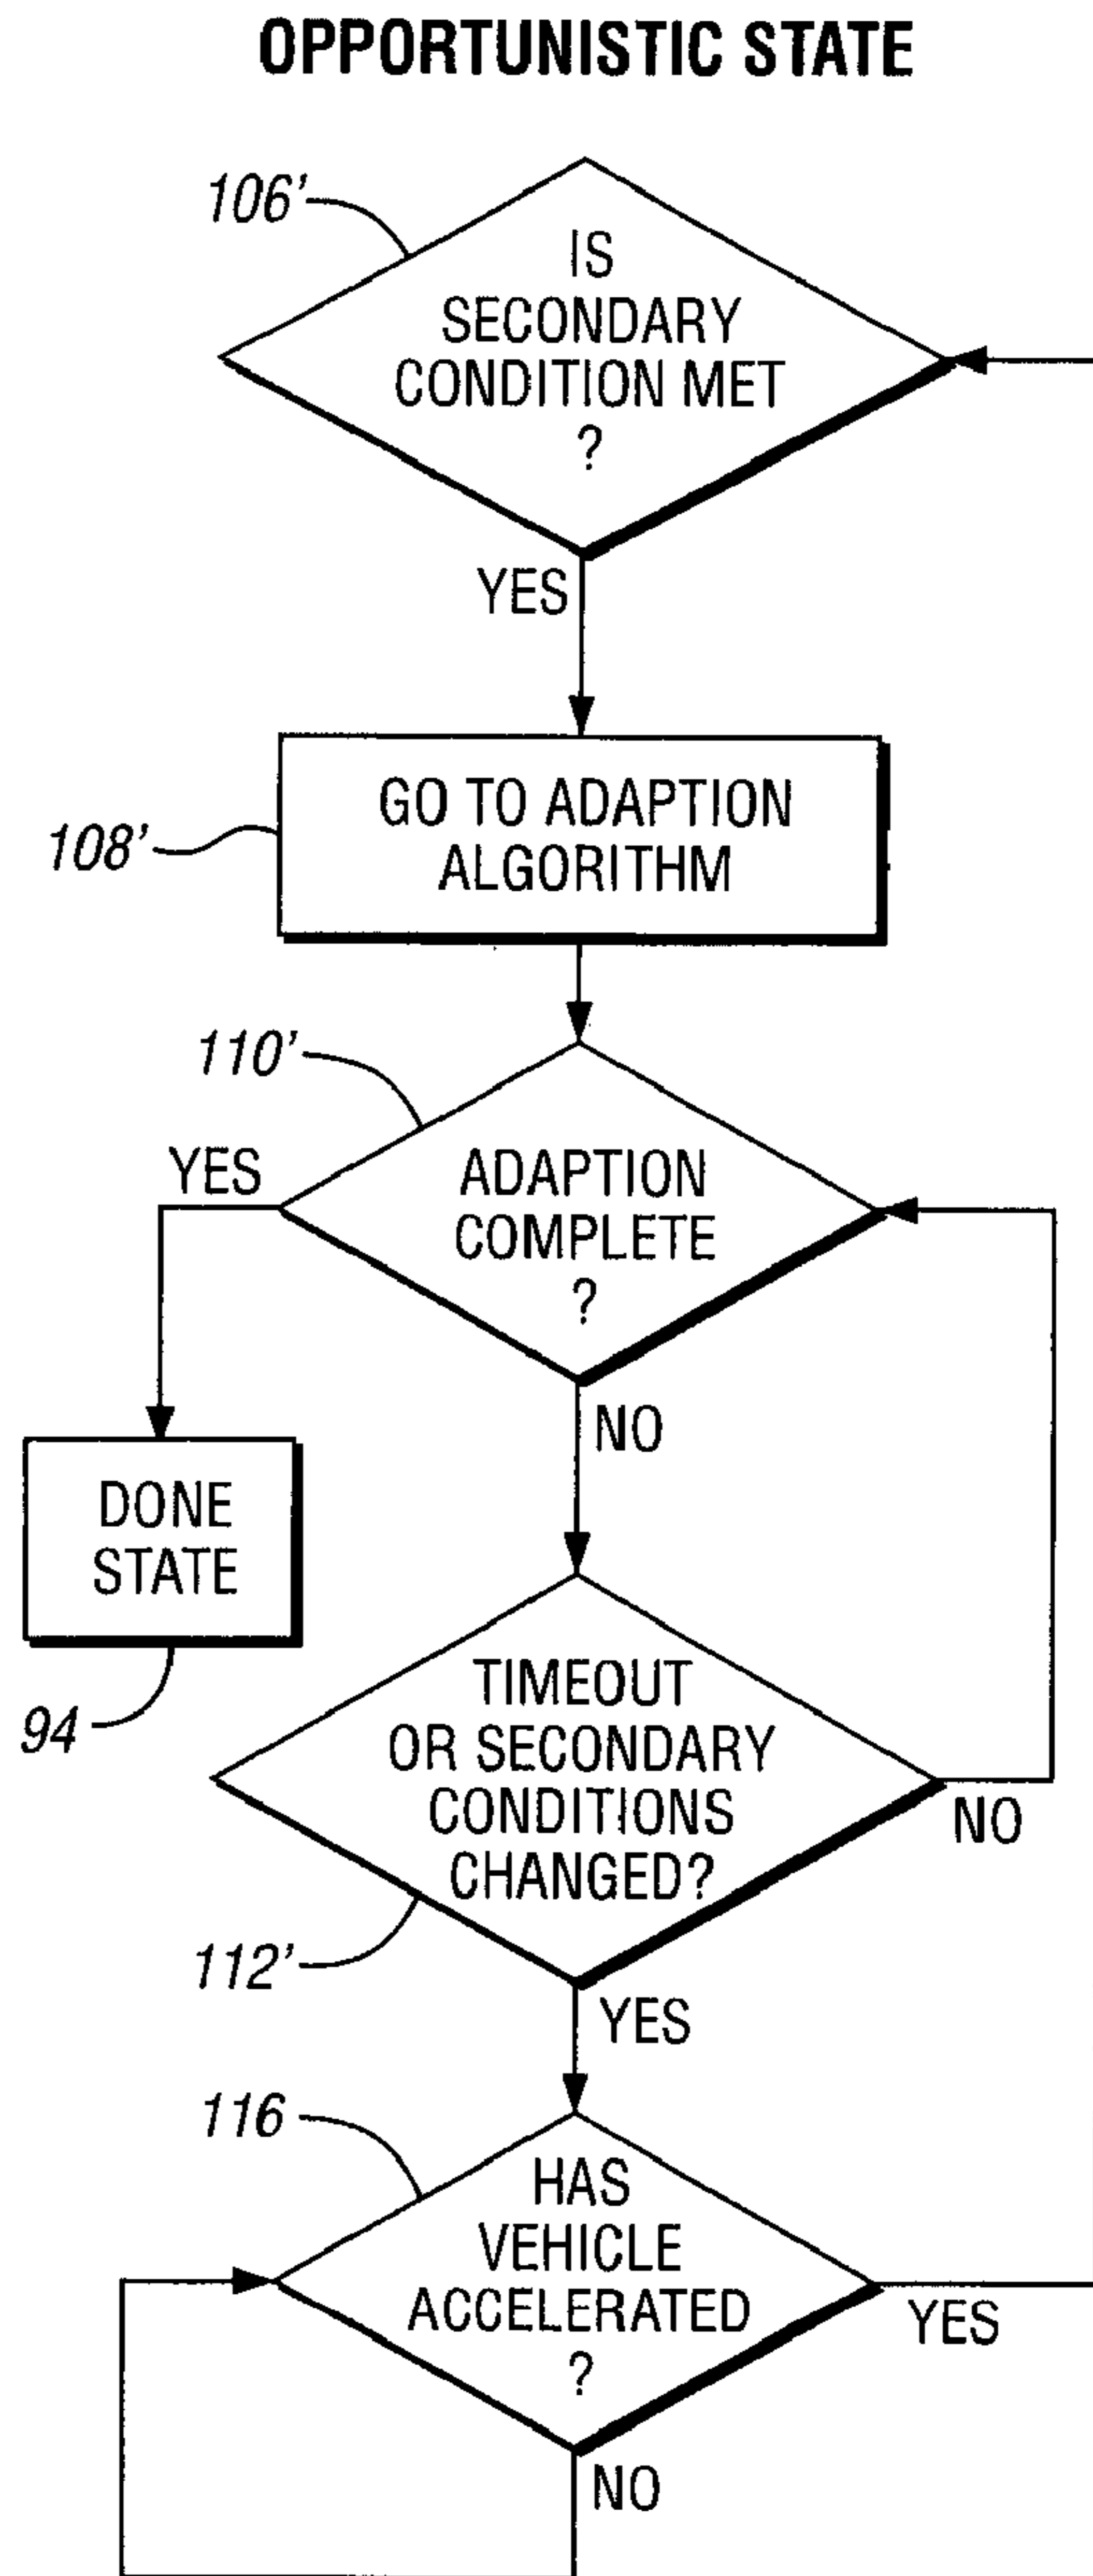 OPPORTUNISTIC STATE
106'
IS
SECONDARY
CONDITION MET
?
YES
GO TO ADAPTION
ALGORITHM
108'
110'
YES
ADAPTION
COMPLETE
?
NO
DONE
STATE
94
TIMEOUT
OR SECONDARY
CONDITIONS
CHANGED?
NO
112'
YES
116
HAS
VEHICLE
ACCELERATED
?
YES
NO